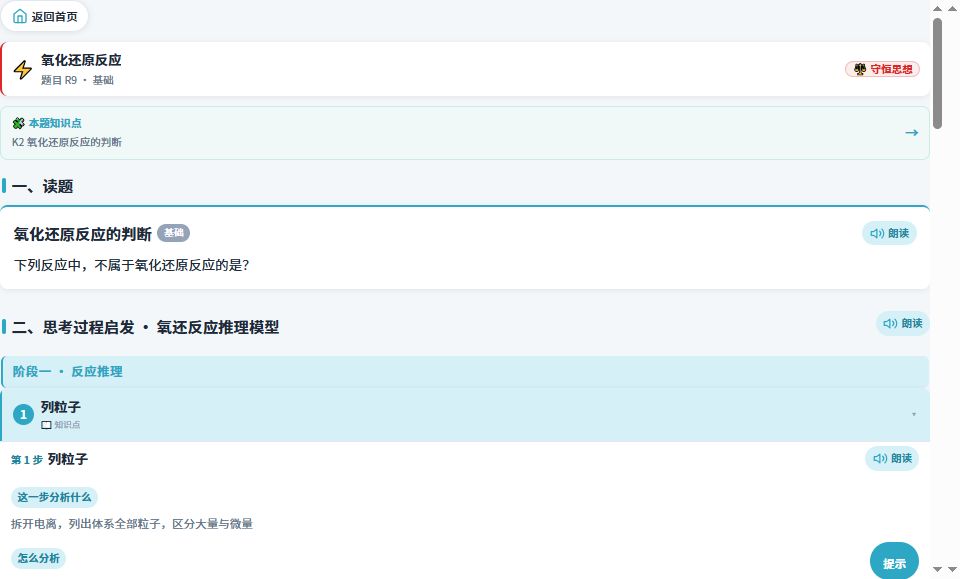 返回首页
氧化还原反应
题目 R9 · 基础
守恒思想
本题知识点
K2 氧化还原反应的判断
→
一、读题
氧化还原反应的判断 基础
朗读
下列反应中，不属于氧化还原反应的是？
二、思考过程启发 · 氧还反应推理模型
朗读
阶段一 · 反应推理
1 列粒子
知识点
第 1 步 列粒子
朗读
这一步分析什么
拆开电离，列出体系全部粒子，区分大量与微量
怎么分析
提示